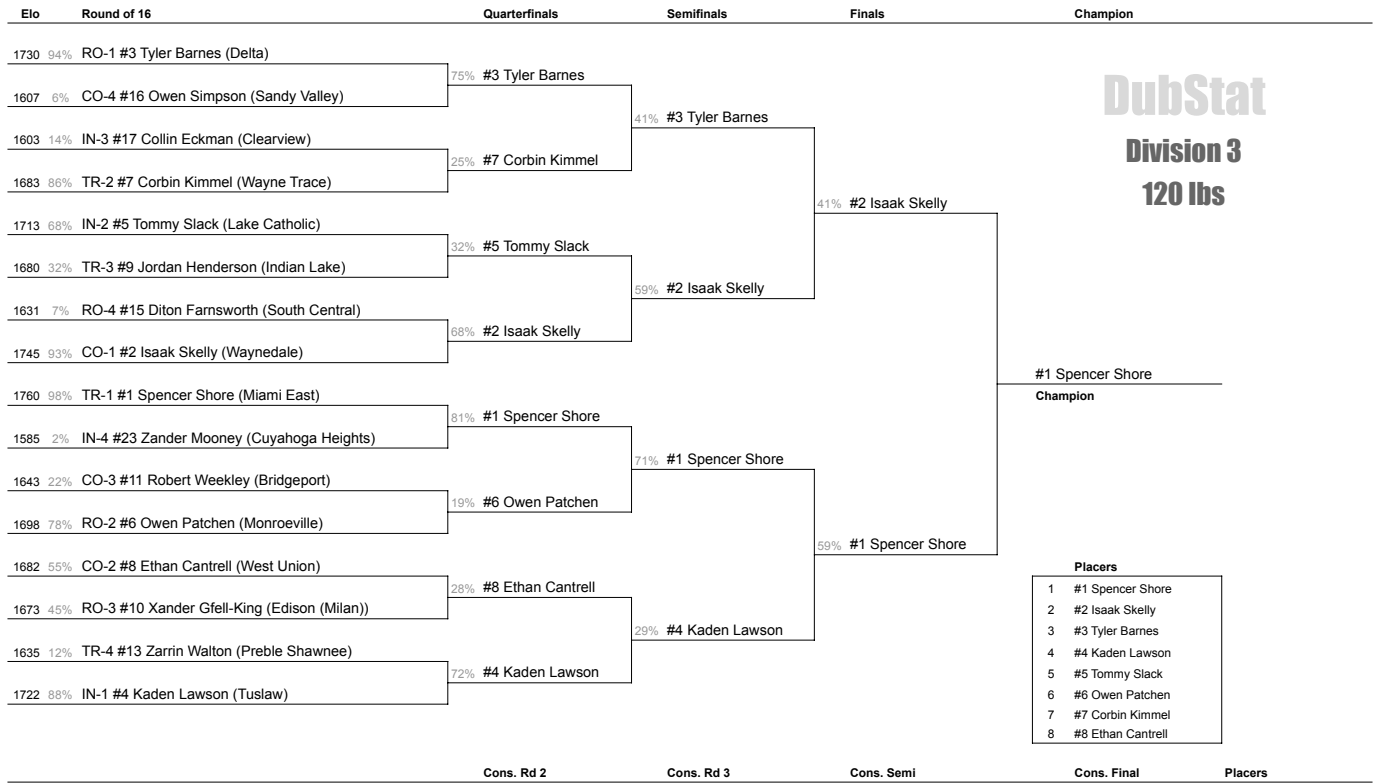 Elo Round of 16 Quarterfinals Semifinals Finals Champion
1730 94% RO-1 #3 Tyler Barnes (Delta)
75% #3 Tyler Barnes
1607 6% CO-4 #16 Owen Simpson (Sandy Valley)
41% #3 Tyler Barnes
1603 14% IN-3 #17 Collin Eckman (Clearview)
25% #7 Corbin Kimmel
1683 86% TR-2 #7 Corbin Kimmel (Wayne Trace)
41% #2 Isaak Skelly
1713 68% IN-2 #5 Tommy Slack (Lake Catholic)
32% #5 Tommy Slack
1680 32% TR-3 #9 Jordan Henderson (Indian Lake)
59% #2 Isaak Skelly
1631 7% RO-4 #15 Diton Farnsworth (South Central)
68% #2 Isaak Skelly
1745 93% CO-1 #2 Isaak Skelly (Waynedale)
#1 Spencer Shore
Champion
1760 98% TR-1 #1 Spencer Shore (Miami East)
81% #1 Spencer Shore
1585 2% IN-4 #23 Zander Mooney (Cuyahoga Heights)
71% #1 Spencer Shore
1643 22% CO-3 #11 Robert Weekley (Bridgeport)
19% #6 Owen Patchen
1698 78% RO-2 #6 Owen Patchen (Monroeville)
59% #1 Spencer Shore
1682 55% CO-2 #8 Ethan Cantrell (West Union)
28% #8 Ethan Cantrell
1673 45% RO-3 #10 Xander Gfell-King (Edison (Milan))
29% #4 Kaden Lawson
1635 12% TR-4 #13 Zarrin Walton (Preble Shawnee)
72% #4 Kaden Lawson
1722 88% IN-1 #4 Kaden Lawson (Tuslaw)
DubStat
Division 3
120 lbs
Placers
1 #1 Spencer Shore
2 #2 Isaak Skelly
3 #3 Tyler Barnes
4 #4 Kaden Lawson
5 #5 Tommy Slack
6 #6 Owen Patchen
7 #7 Corbin Kimmel
8 #8 Ethan Cantrell
Cons. Rd 2 Cons. Rd 3 Cons. Semi Cons. Final Placers